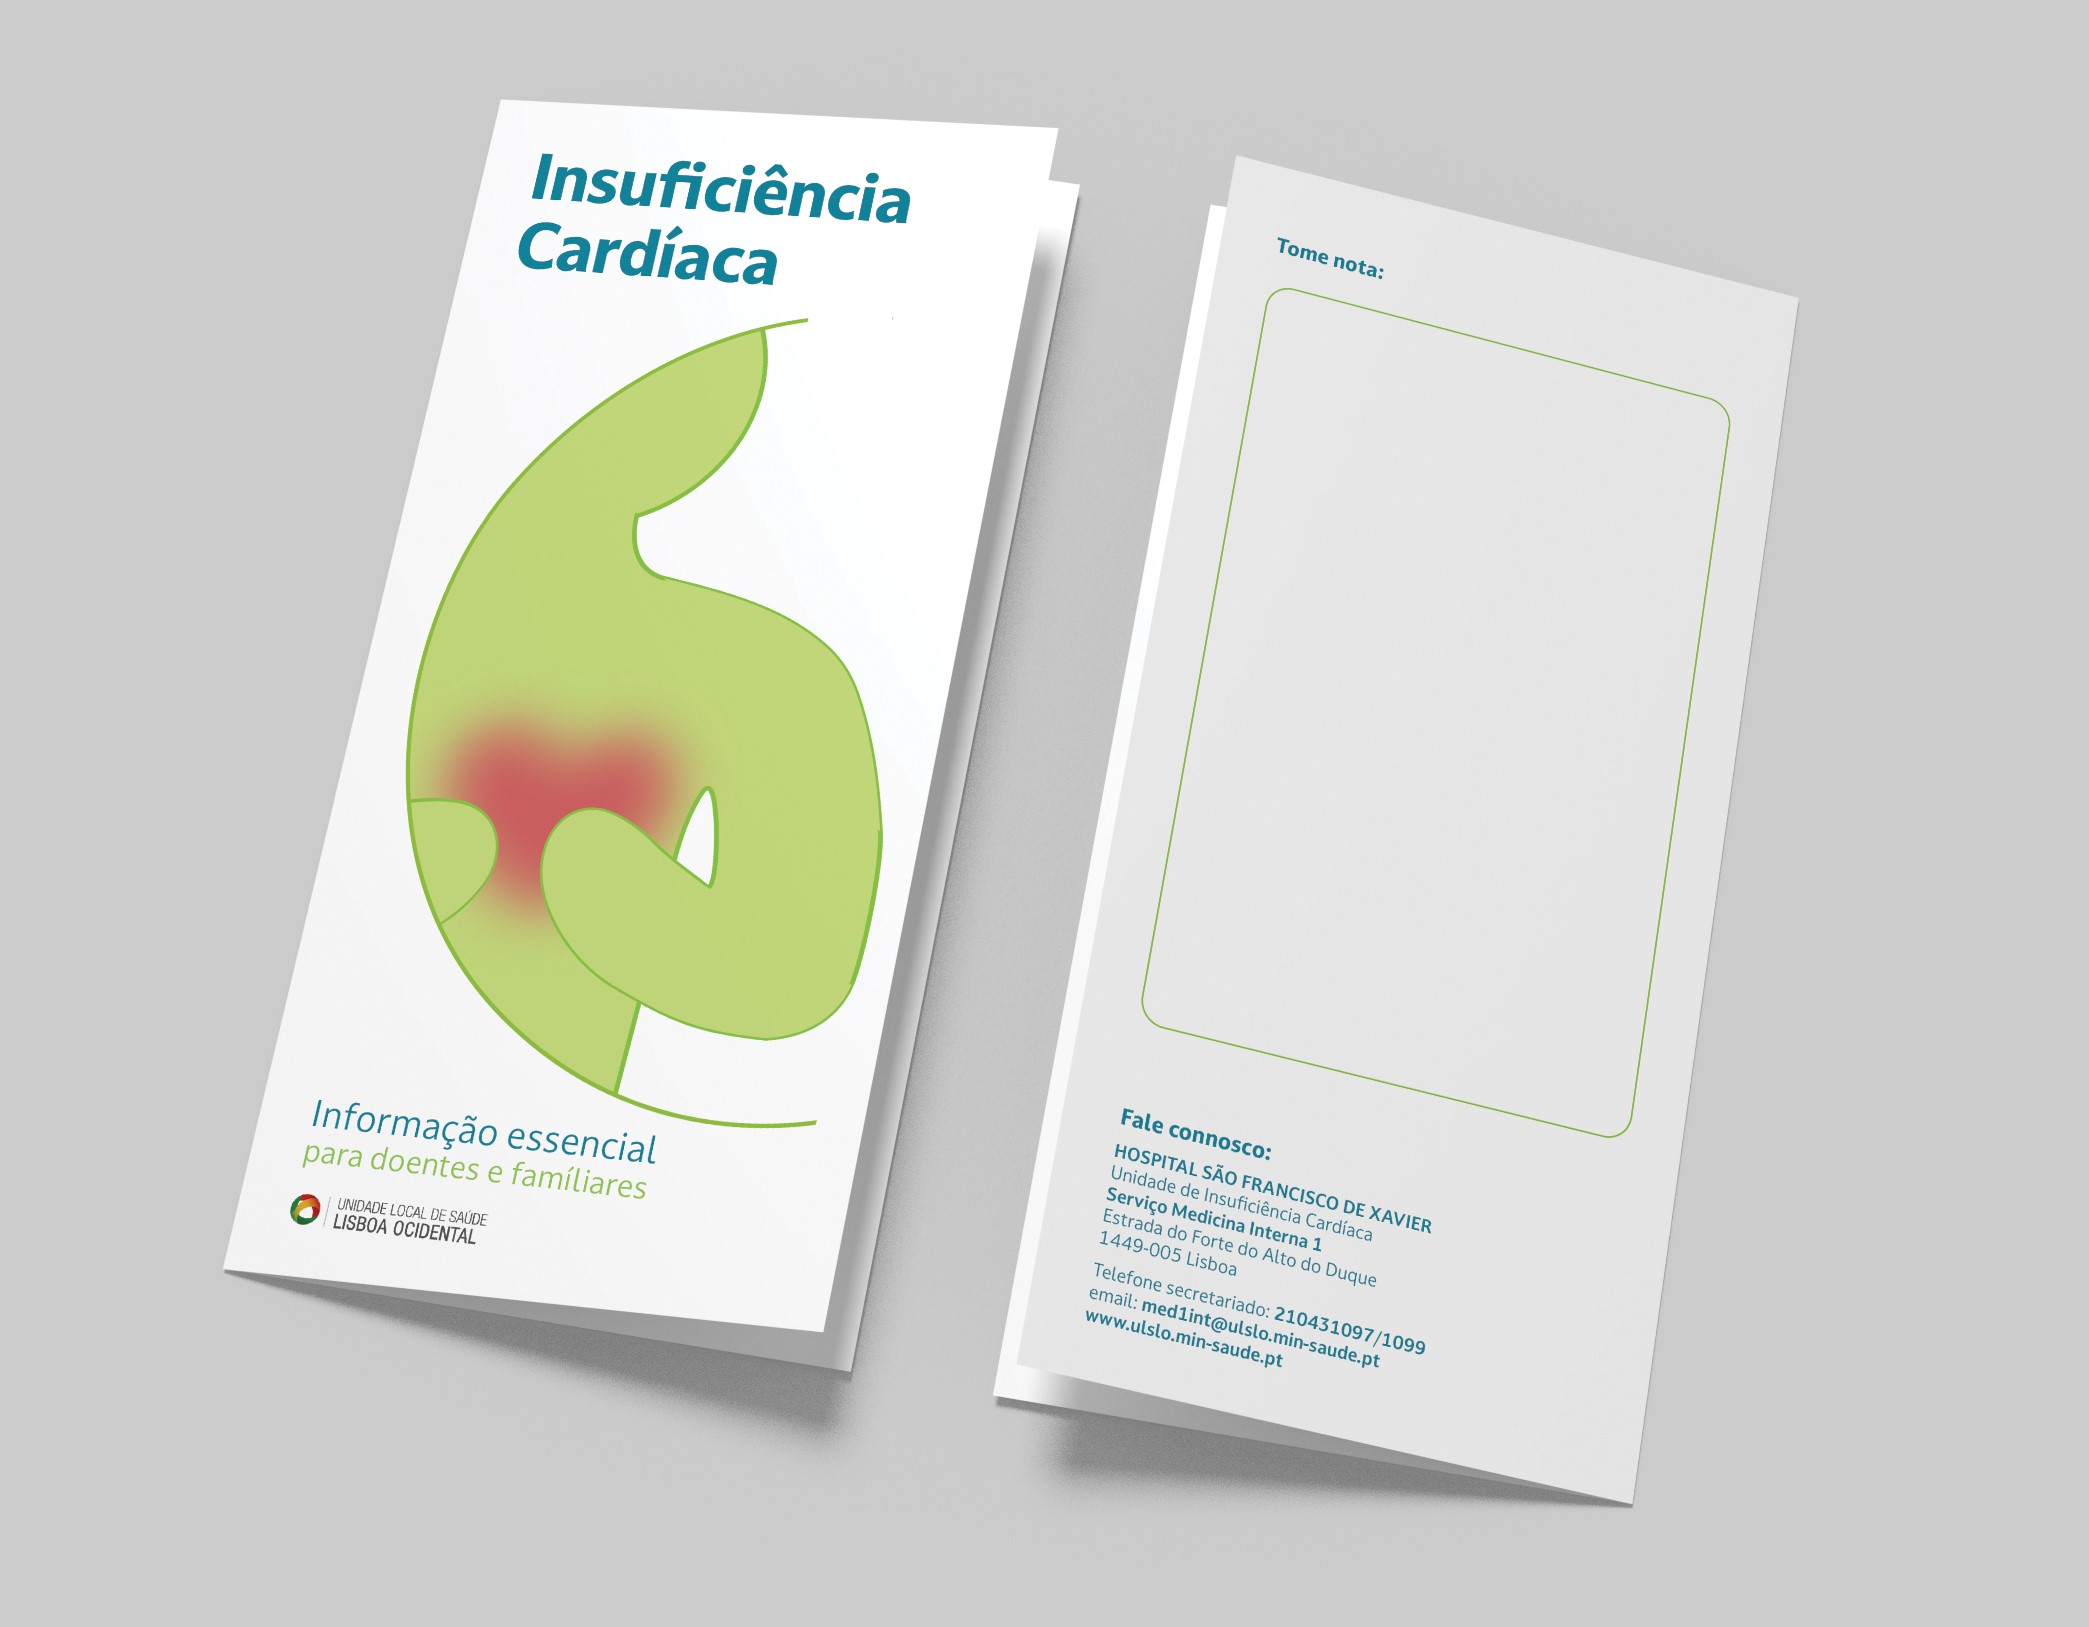 Insuficiência
Cardíaca
Informação essencial
para doentes e famíliares
UNIDADE LOCAL DE SAÚDE
LISBOA OCIDENTAL
Tome nota:
Fale connosco:
HOSPITAL SÃO FRANCISCO DE XAVIER
Unidade de Insuficiência Cardíaca
Serviço Medicina Interna 1
Estrada do Forte do Alto do Duque
1449-005 Lisboa
Telefone secretariado: 210431097/1099
email: med1int@ulslo.min-saude.pt
www.ulslo.min-saude.pt